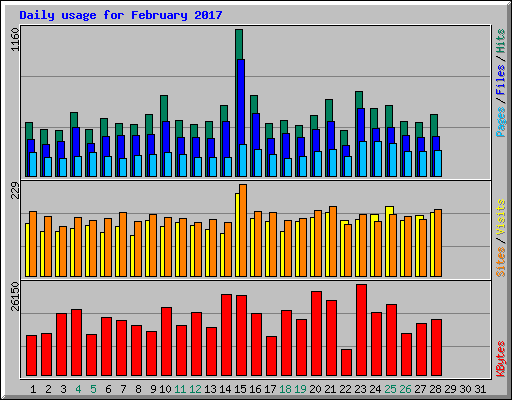 Daily usage for February 2017
1160
Pages / Files / Hits
229
Sites / Visits
26150
KBytes
1 2 3 4 5 6 7 8 9 10 11 12 13 14 15 16 17 18 19 20 21 22 23 24 25 26 27 28 29 30 31